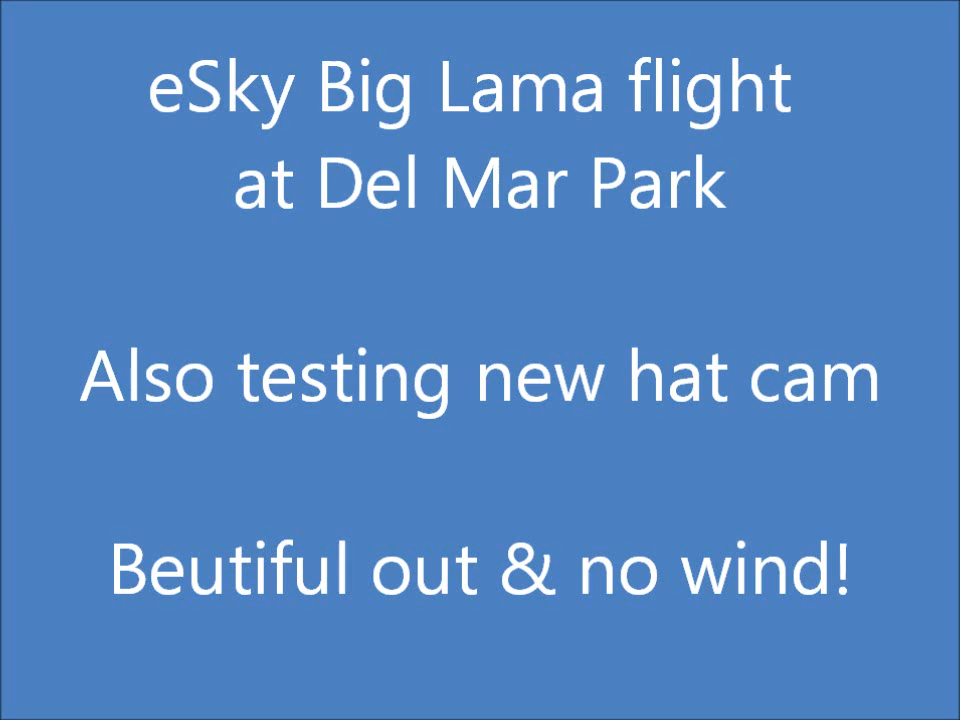 eSky Big Lama flight
at Del Mar Park
Also testing new hat cam
Beutiful out & no wind!